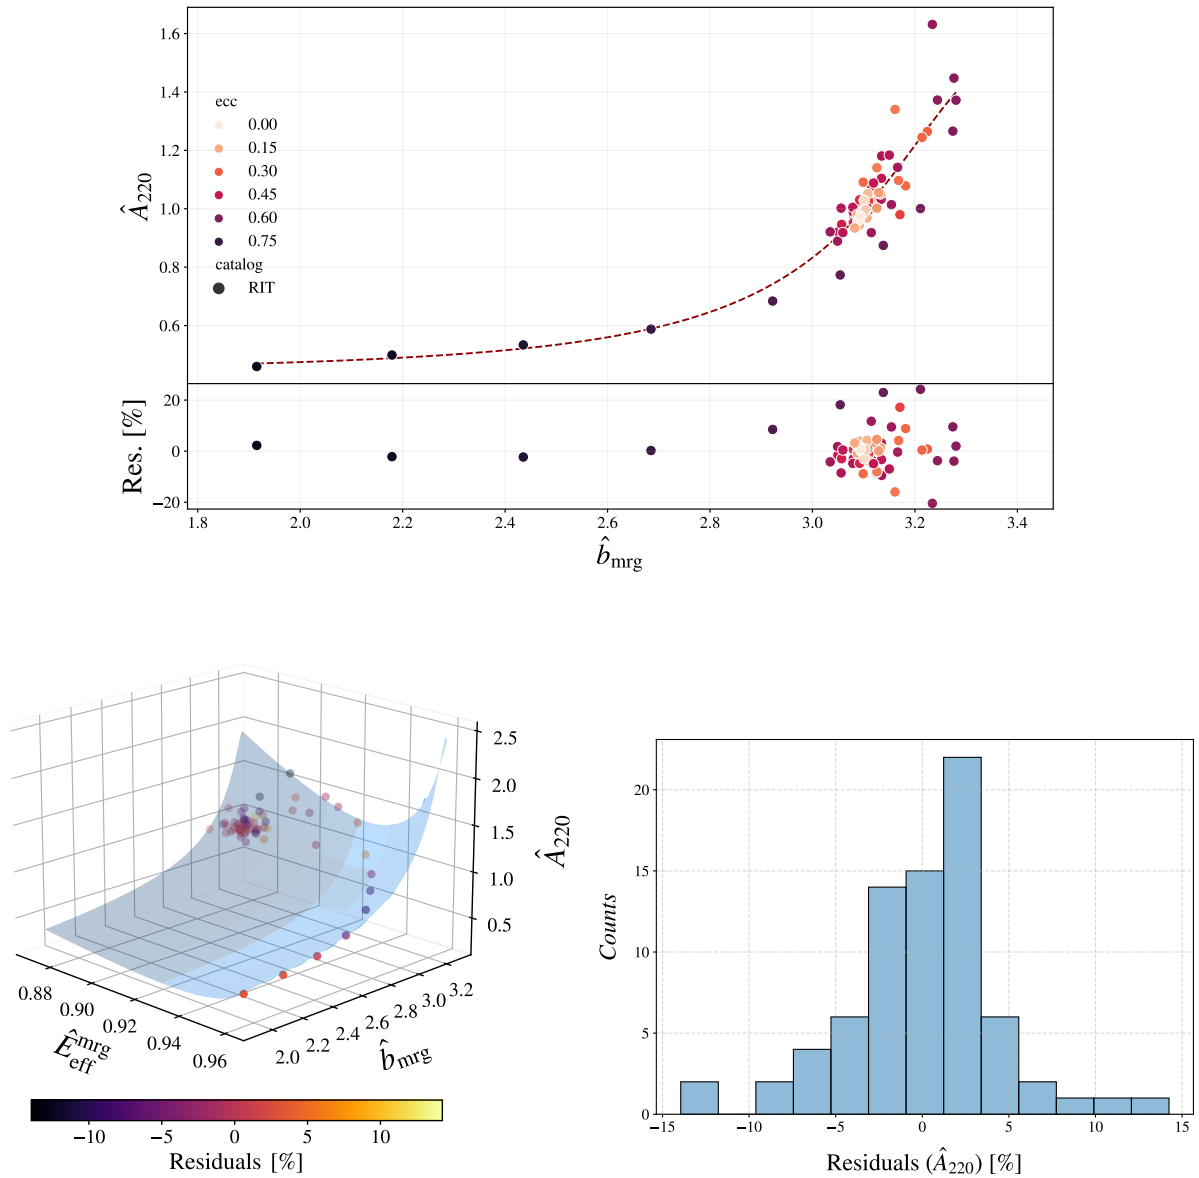 1.6
1.4
1.2
1.0
0.8
0.6
Â220
ecc
0.00
0.15
0.30
0.45
0.60
0.75
catalog
RIT
20
0
−20
Res. [%]
1.8 2.0 2.2 2.4 2.6 2.8 3.0 3.2 3.4
b̂mrg
2.5
2.0
1.5
1.0
0.5
Â220
0.88 0.90 0.92 0.94 0.96
Êeffmrg
2.0 2.2 2.4 2.6 2.8 3.0 3.2
b̂mrg
−10 −5 0 5 10
Residuals [%]
20
15
10
5
0
Counts
−15 −10 −5 0 5 10 15
Residuals (Â220) [%]